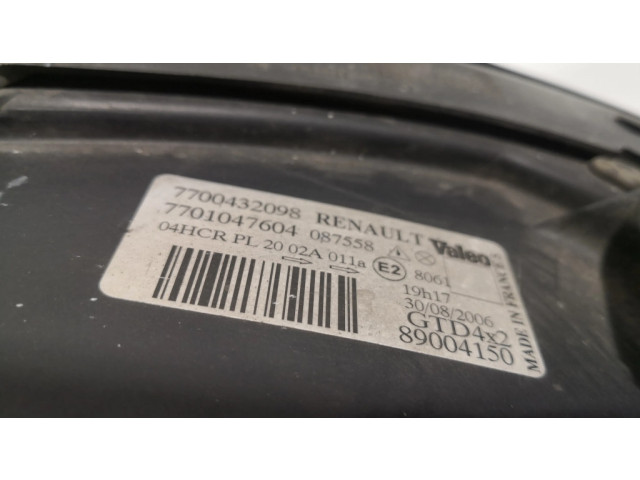 7700432098 RENAULT
7701047604 087558 Valeo
04HCR PL 20 02A 011a E2 8061
19h17
30/08/2006
GTD4x2
89004150
MADE IN FRANCE